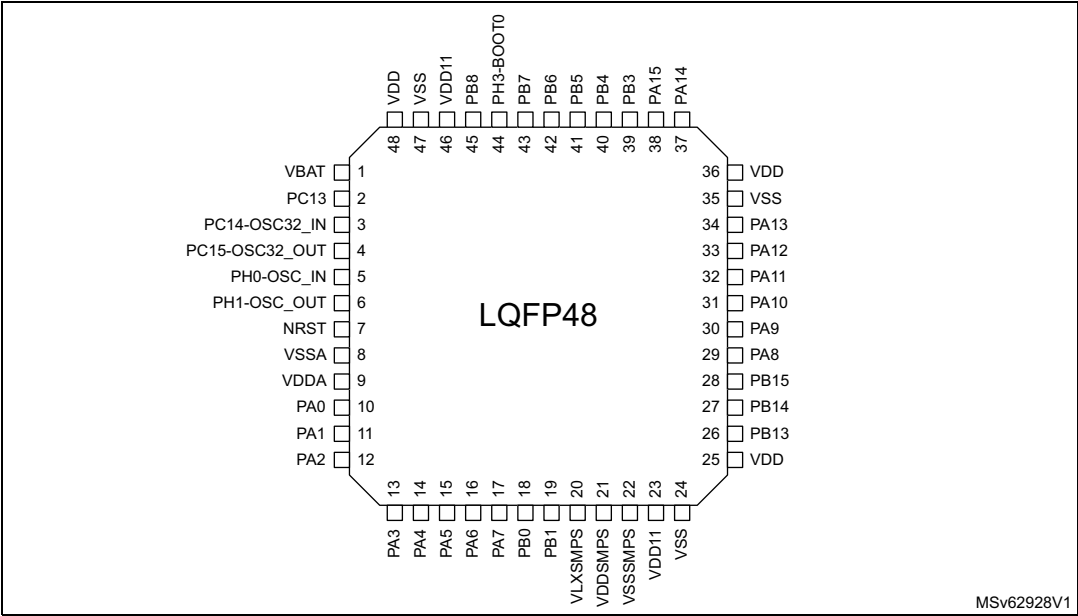 VDD
VSS
VDD11
PB8
PH3-BOOT0
PB7
PB6
PB5
PB4
PB3
PA15
PA14
48
47
46
45
44
43
42
41
40
39
38
37
VBAT 1
PC13 2
PC14-OSC32_IN 3
PC15-OSC32_OUT 4
PH0-OSC_IN 5
PH1-OSC_OUT 6
NRST 7
VSSA 8
VDDA 9
PA0 10
PA1 11
PA2 12
LQFP48
36 VDD
35 VSS
34 PA13
33 PA12
32 PA11
31 PA10
30 PA9
29 PA8
28 PB15
27 PB14
26 PB13
25 VDD
13
14
15
16
17
18
19
20
21
22
23
24
PA3
PA4
PA5
PA6
PA7
PB0
PB1
VLXSMPS
VDDSMPS
VSSSMPS
VDD11
VSS
MSv62928V1